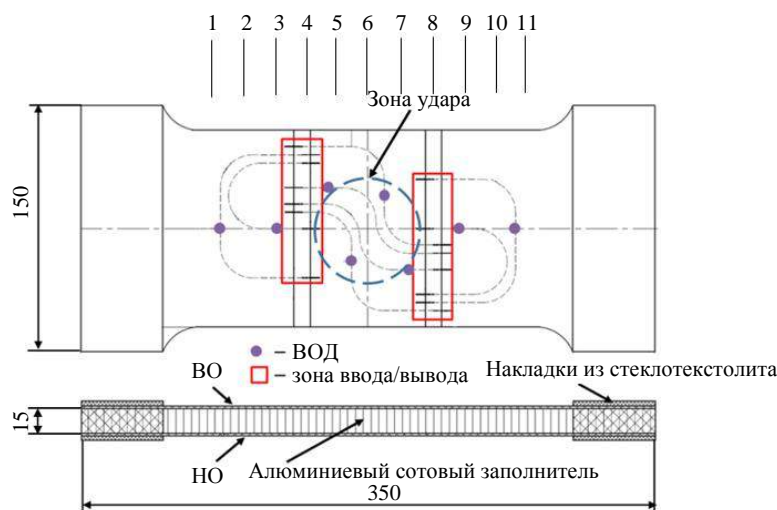 1 2 3 4 5 6 7 8 9 10 11
Зона удара
150
– ВОД
– зона ввода/вывода
ВО
Накладки из стеклотекстолита
15
НО
Алюминиевый сотовый заполнитель
350